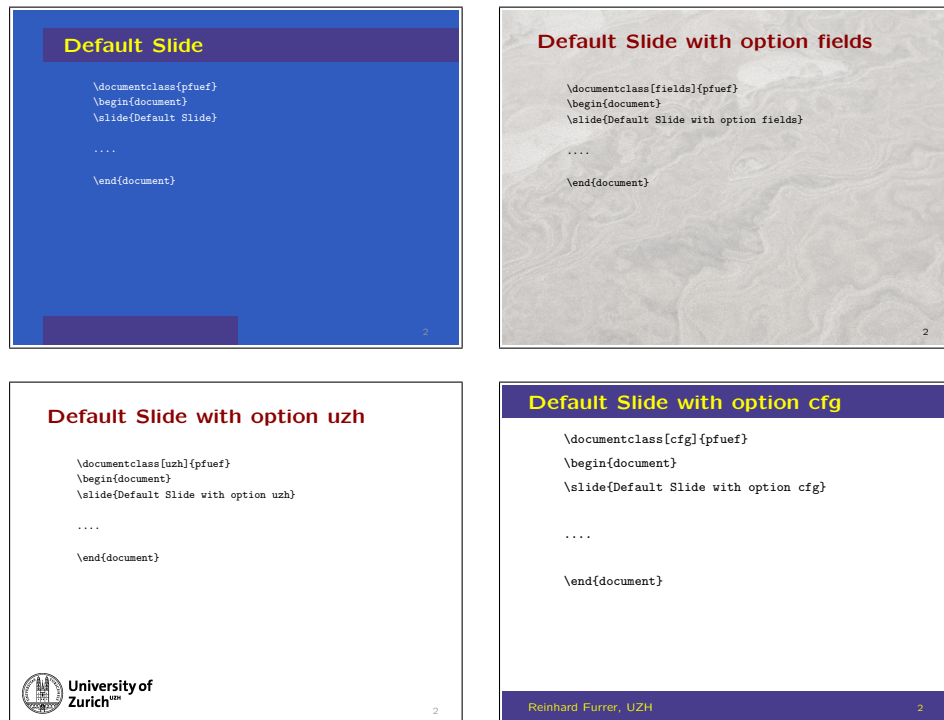 Default Slide
\documentclass{pfuef}
\begin{document}
\slide{Default Slide}
....
\end{document}
2
Default Slide with option fields
\documentclass[fields]{pfuef}
\begin{document}
\slide{Default Slide with option fields}
....
\end{document}
2
Default Slide with option uzh
\documentclass[uzh]{pfuef}
\begin{document}
\slide{Default Slide with option uzh}
....
\end{document}
University of
Zurich UZH
2
Default Slide with option cfg
\documentclass[cfg]{pfuef}
\begin{document}
\slide{Default Slide with option cfg}
....
\end{document}
Reinhard Furrer, UZH 2